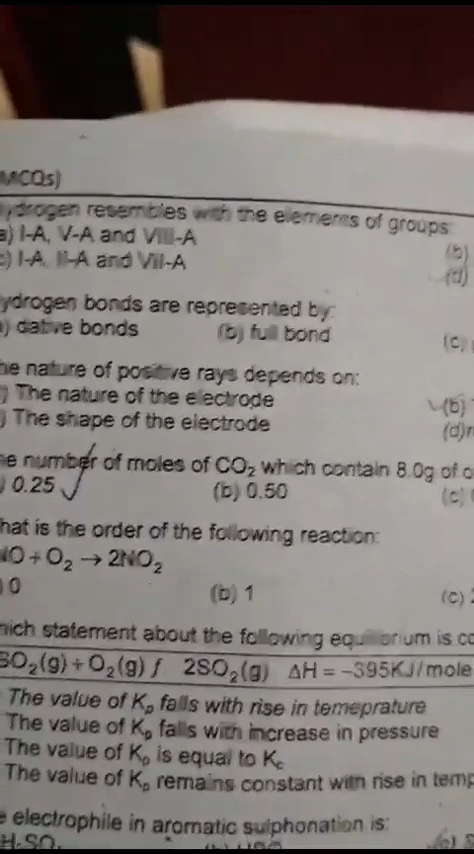 MCQs)
ydrogen resembles with the elements of groups:
a) I-A, V-A and VIII-A (b)
c) I-A, II-A and VII-A (d)
ydrogen bonds are represented by:
) dative bonds (b) full bond (c)
he nature of positive rays depends on:
) The nature of the electrode (b)
) The shape of the electrode (d)
he number of moles of CO₂ which contain 8.0g of o
) 0.25 (b) 0.50 (c)
hat is the order of the following reaction:
NO + O₂ → 2NO₂
) 0 (b) 1 (c)
hich statement about the following equilibrium is co
SO₂(g) + O₂(g) ƒ 2SO₂(g) ΔH = −395KJ/mole
The value of Kₚ falls with rise in temeprature
The value of Kₚ falls with increase in pressure
The value of Kₚ is equal to K꜀
The value of Kₚ remains constant with rise in temp
e electrophile in aromatic sulphonation is:
H₂SO₄